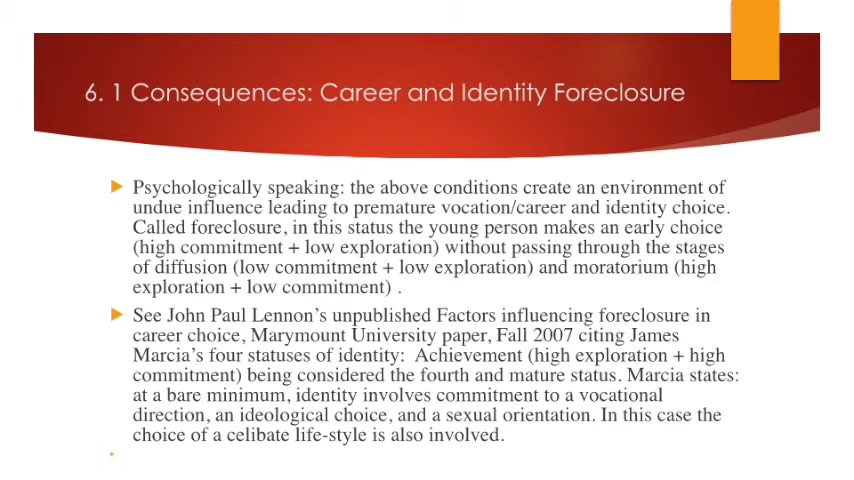 6. 1 Consequences: Career and Identity Foreclosure
Psychologically speaking: the above conditions create an environment of
undue influence leading to premature vocation/career and identity choice.
Called foreclosure, in this status the young person makes an early choice
(high commitment + low exploration) without passing through the stages
of diffusion (low commitment + low exploration) and moratorium (high
exploration + low commitment) .
See John Paul Lennon’s unpublished Factors influencing foreclosure in
career choice, Marymount University paper, Fall 2007 citing James
Marcia’s four statuses of identity:  Achievement (high exploration + high
commitment) being considered the fourth and mature status. Marcia states:
at a bare minimum, identity involves commitment to a vocational
direction, an ideological choice, and a sexual orientation. In this case the
choice of a celibate life-style is also involved.